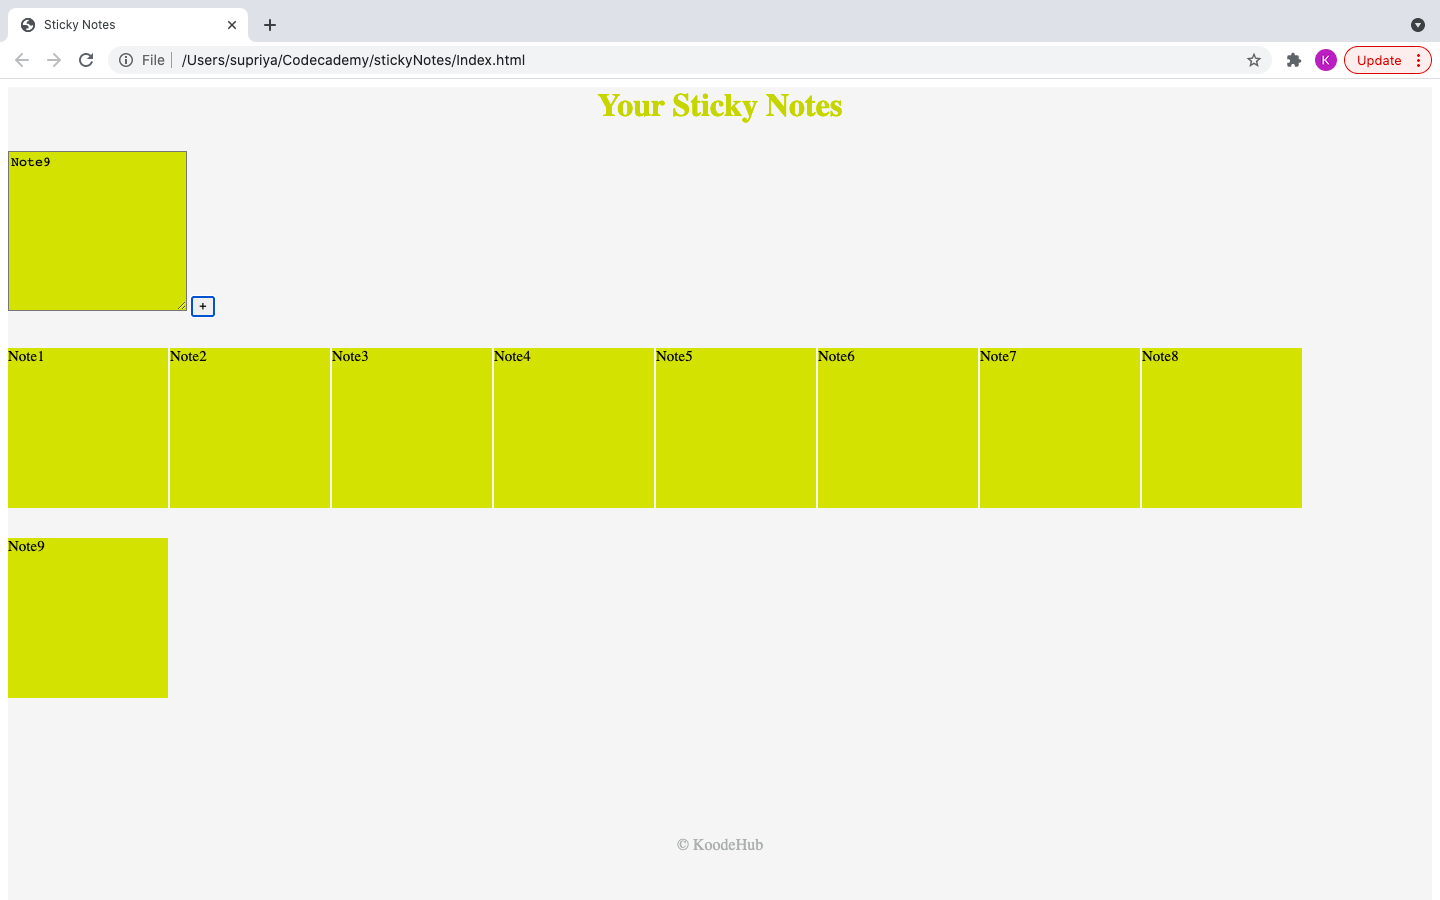 Sticky Notes
File
/Users/supriya/Codecademy/stickyNotes/Index.html
K
Update
Your Sticky Notes
Note9
+
Note1 Note2 Note3 Note4 Note5 Note6 Note7 Note8
Note9
© KoodeHub